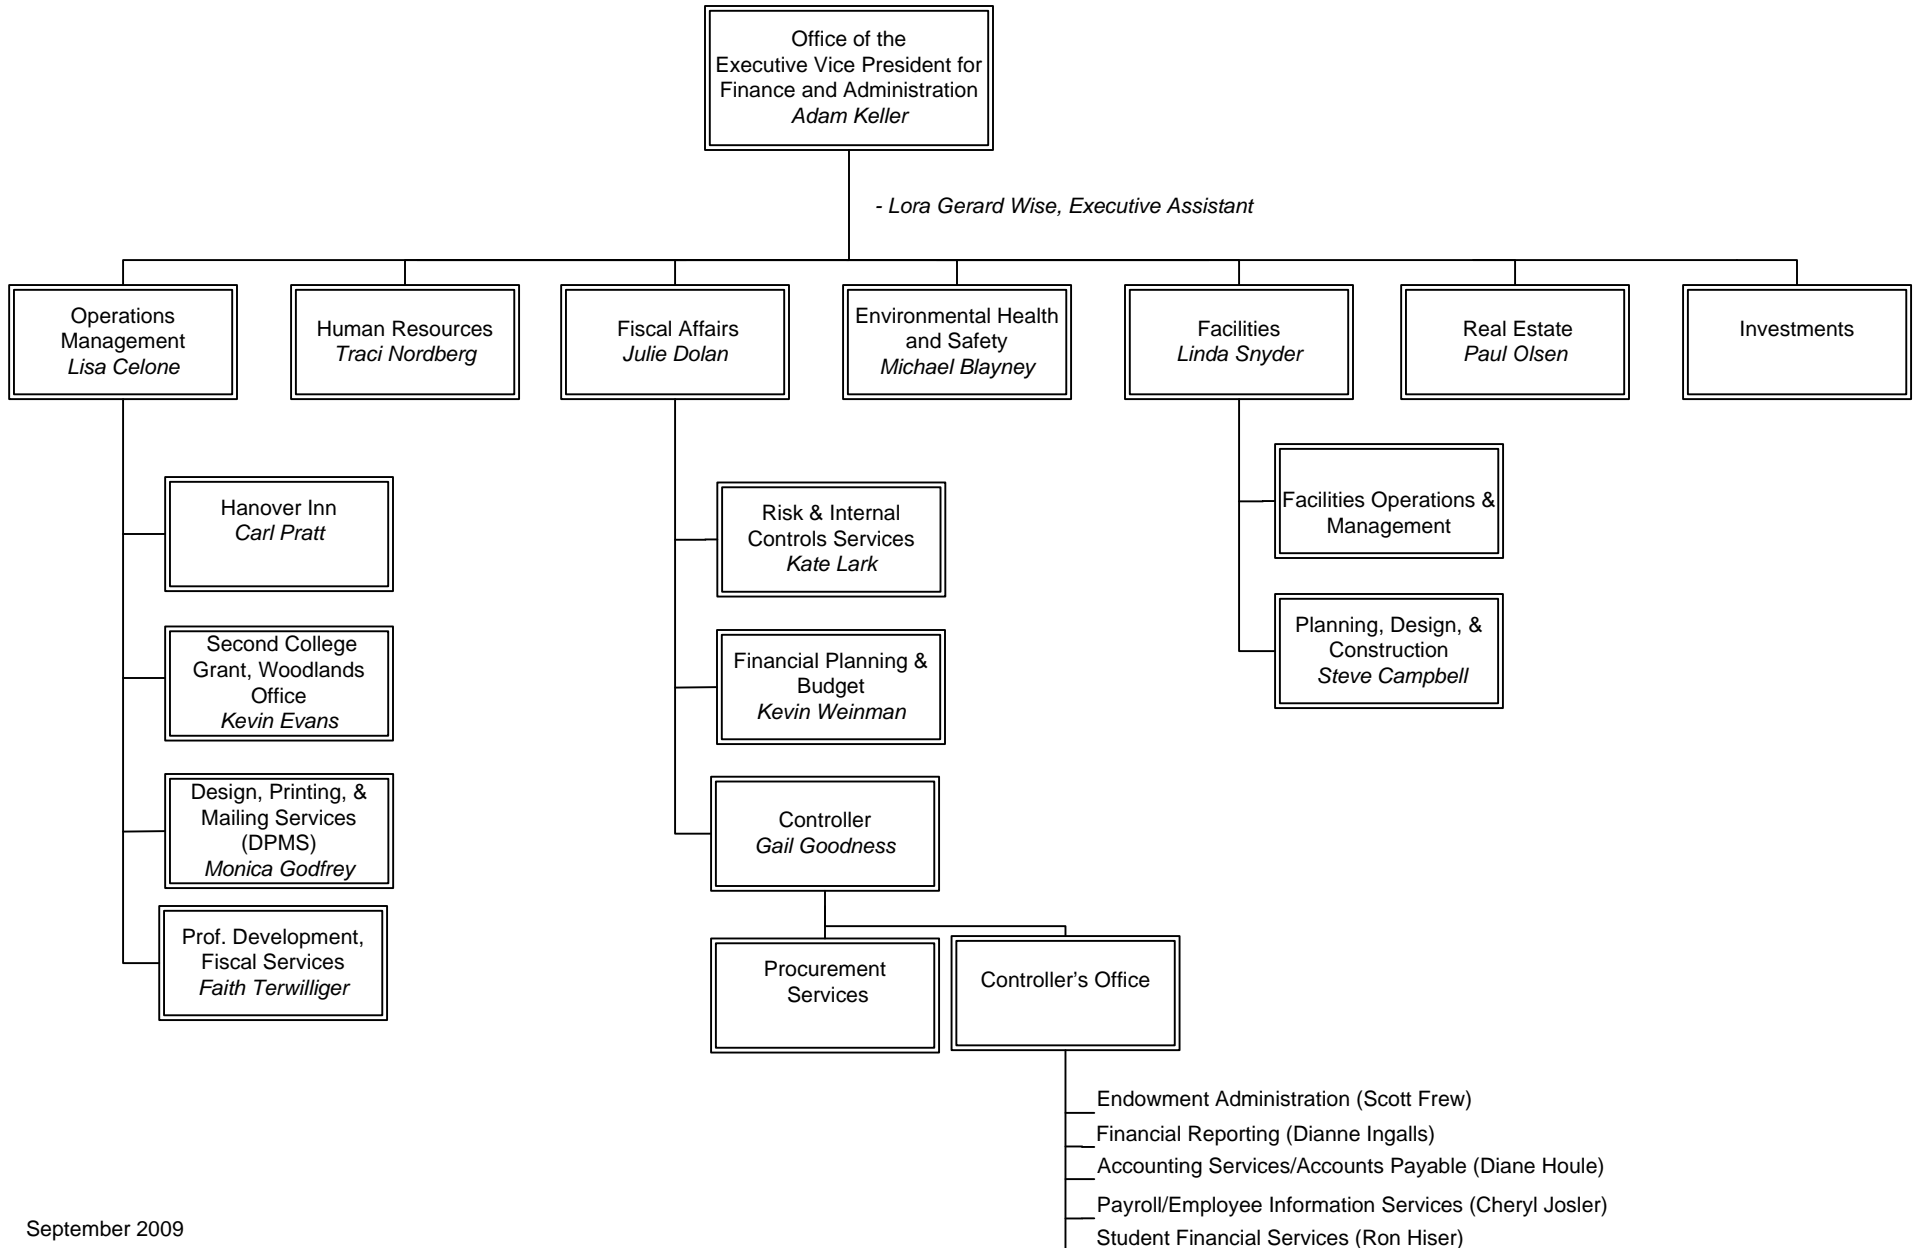 Office of the
Executive Vice President for
Finance and Administration
Adam Keller
- Lora Gerard Wise, Executive Assistant
Operations
Management
Lisa Celone
Human Resources
Traci Nordberg
Fiscal Affairs
Julie Dolan
Environmental Health
and Safety
Michael Blayney
Facilities
Linda Snyder
Real Estate
Paul Olsen
Investments
Hanover Inn
Carl Pratt
Second College
Grant, Woodlands
Office
Kevin Evans
Design, Printing, &
Mailing Services
(DPMS)
Monica Godfrey
Prof. Development,
Fiscal Services
Faith Terwilliger
Risk & Internal
Controls Services
Kate Lark
Financial Planning &
Budget
Kevin Weinman
Controller
Gail Goodness
Procurement
Services
Controller’s Office
Endowment Administration (Scott Frew)
Financial Reporting (Dianne Ingalls)
Accounting Services/Accounts Payable (Diane Houle)
Payroll/Employee Information Services (Cheryl Josler)
Student Financial Services (Ron Hiser)
Facilities Operations &
Management
Planning, Design, &
Construction
Steve Campbell
September 2009